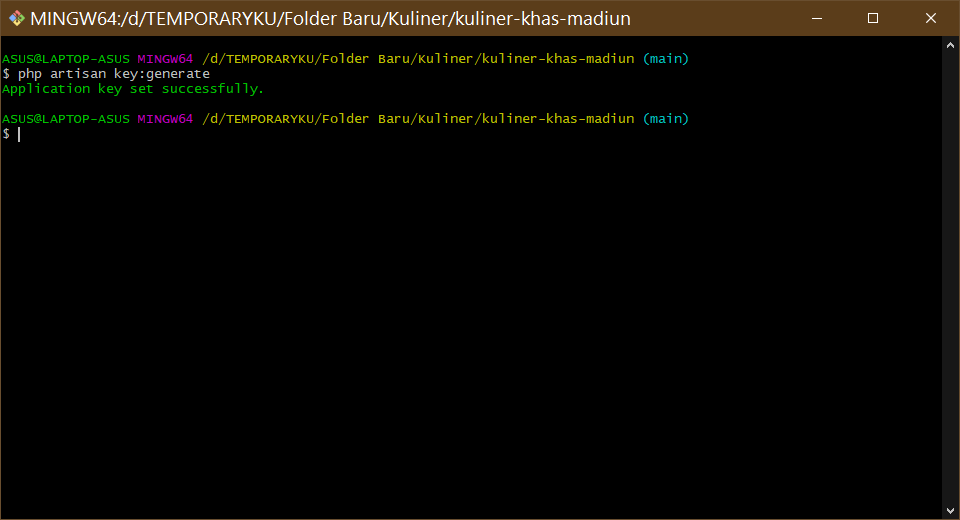 MINGW64:/d/TEMPORARYKU/Folder Baru/Kuliner/kuliner-khas-madiun
ASUS@LAPTOP-ASUS MINGW64 /d/TEMPORARYKU/Folder Baru/Kuliner/kuliner-khas-madiun (main)
$ php artisan key:generate
Application key set successfully.
ASUS@LAPTOP-ASUS MINGW64 /d/TEMPORARYKU/Folder Baru/Kuliner/kuliner-khas-madiun (main)
$